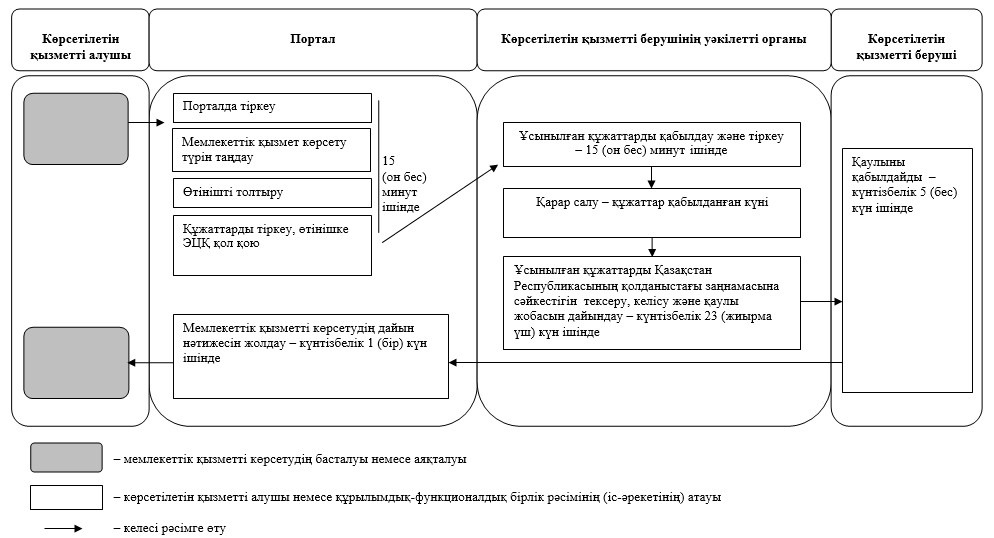 Көрсетілетін
қызметті алушы
Портал
Көрсетілетін қызметті берушінің уәкілетті органы
Көрсетілетін
қызметті беруші
Порталда тіркеу
Мемлекеттік қызмет көрсету
түрін таңдау
Өтінішті толтыру
Құжаттарды тіркеу, өтінішке
ЭЦҚ қол қою
15
(он бес)
минут
ішінде
Ұсынылған құжаттарды қабылдау және тіркеу
– 15 (он бес) минут ішінде
Қарар салу – құжаттар қабылданған күні
Ұсынылған құжаттарды Қазақстан
Республикасының қолданыстағы заңнамасына
сәйкестігін тексеру, келісу және қаулы
жобасын дайындау – күнтізбелік 23 (жиырма
үш) күн ішінде
Қаулыны
қабылдайды –
күнтізбелік 5 (бес)
күн ішінде
Мемлекеттік қызметті көрсетудің дайын
нәтижесін жолдау – күнтізбелік 1 (бір) күн
ішінде
– мемлекеттік қызметті көрсетудің басталуы немесе аяқталуы
– көрсетілетін қызметті алушы немесе құрылымдық-функционалдық бірлік рәсімінің (іс-әрекетінің) атауы
– келесі рәсімге өту